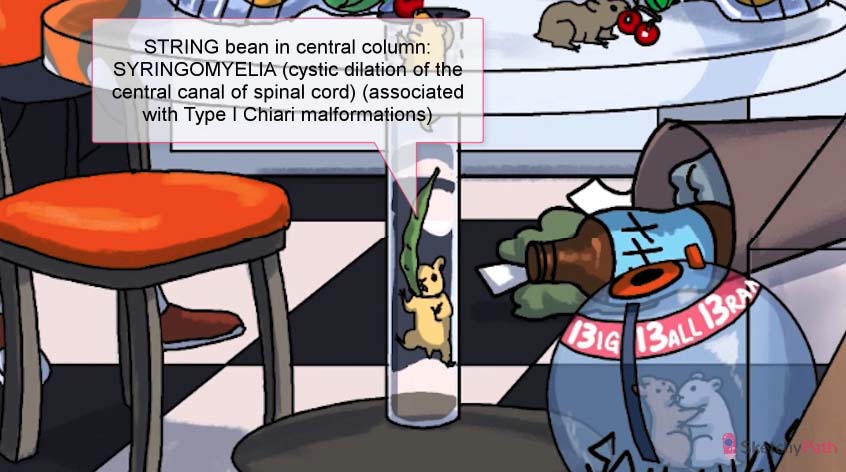 STRING bean in central column:
SYRINGOMYELIA (cystic dilation of the
central canal of spinal cord) (associated
with Type I Chiari malformations)
13IG 13ALL 13RAN
SketchyPath